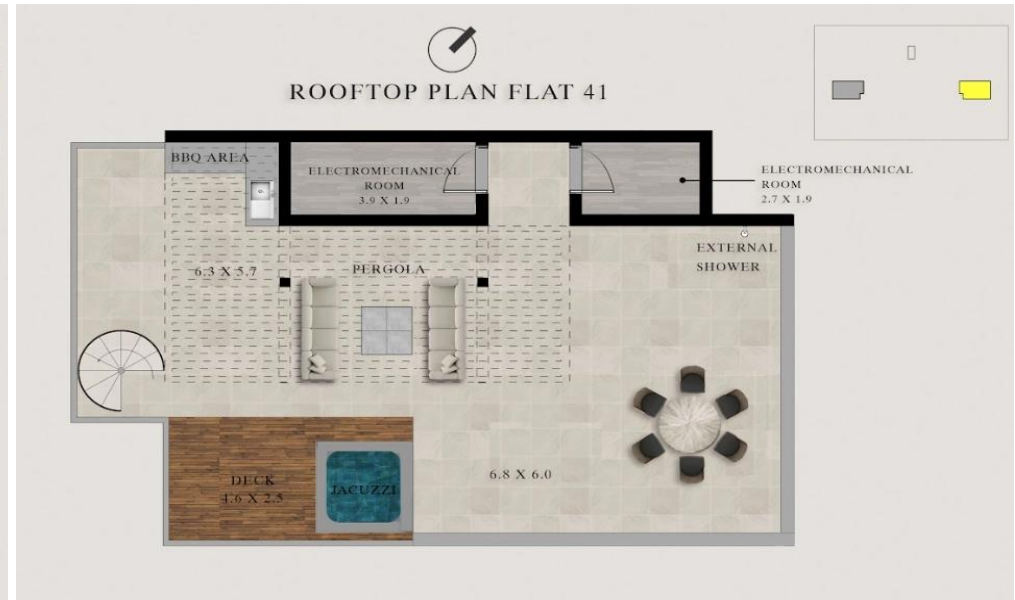 ROOFTOP PLAN FLAT 41
BBQ AREA
ELECTROMECHANICAL
ROOM
3.9 X 1.9
ELECTROMECHANICAL
ROOM
2.7 X 1.9
EXTERNAL
SHOWER
6.3 X 5.7
PERGOLA
DECK
4.6 X 2.5
JACUZZI
6.8 X 6.0